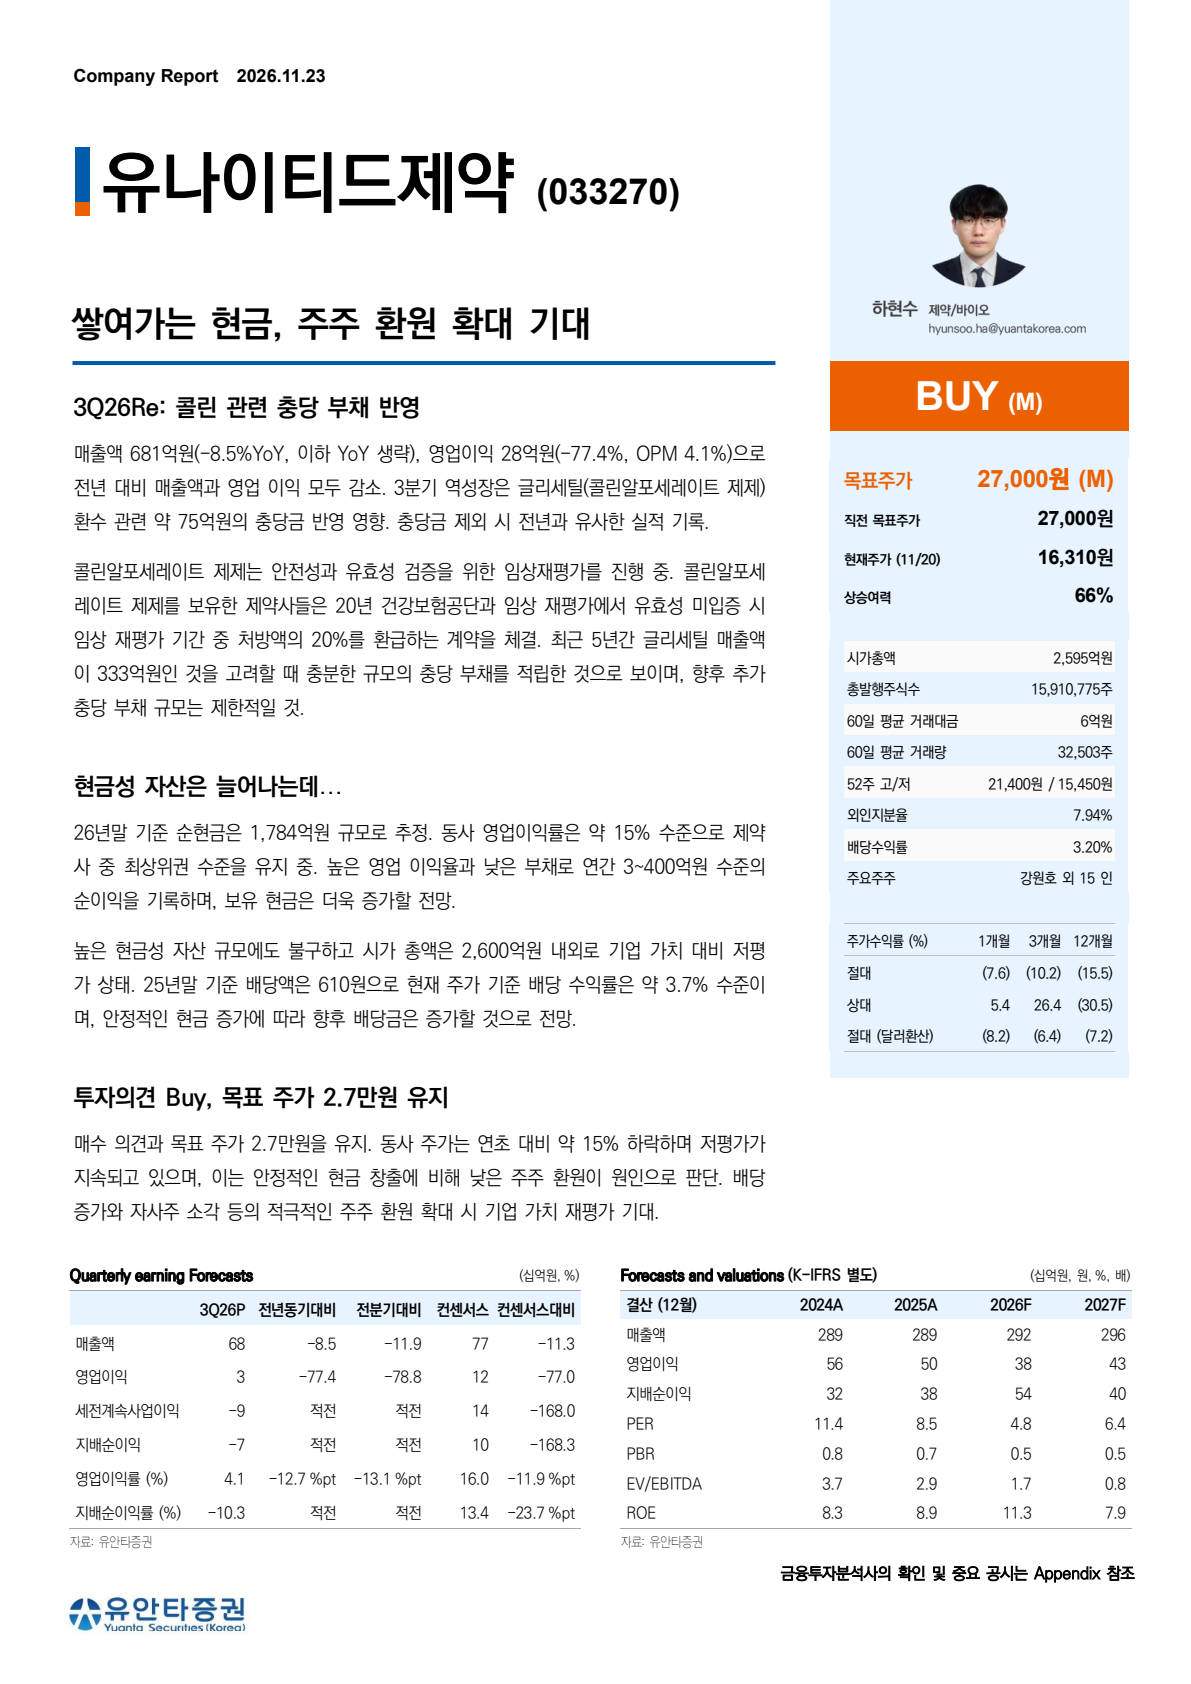 Company Report 2026.11.23
유나이티드제약 (033270)
쌓여가는 현금, 주주 환원 확대 기대
3Q26Re: 콜린 관련 충당 부채 반영
매출액 681억원(-8.5%YoY, 이하 YoY 생략), 영업이익 28억원(-77.4%, OPM 4.1%)으로
전년 대비 매출액과 영업 이익 모두 감소. 3분기 역성장은 글리세틸(콜린알포세레이트 제제)
환수 관련 약 75억원의 충당금 반영 영향. 충당금 제외 시 전년과 유사한 실적 기록.
콜린알포세레이트 제제는 안전성과 유효성 검증을 위한 임상재평가를 진행 중. 콜린알포세
레이트 제제를 보유한 제약사들은 20년 건강보험공단과 임상 재평가에서 유효성 미입증 시
임상 재평가 기간 중 처방액의 20%를 환급하는 계약을 체결. 최근 5년간 글리세틸 매출액
이 333억원인 것을 고려할 때 충분한 규모의 충당 부채를 적립한 것으로 보이며, 향후 추가
충당 부채 규모는 제한적일 것.
현금성 자산은 늘어나는데…
26년말 기준 순현금은 1,784억원 규모로 추정. 동사 영업이익률은 약 15% 수준으로 제약
사 중 최상위권 수준을 유지 중. 높은 영업 이익율과 낮은 부채로 연간 3~400억원 수준의
순이익을 기록하며, 보유 현금은 더욱 증가할 전망.
높은 현금성 자산 규모에도 불구하고 시가 총액은 2,600억원 내외로 기업 가치 대비 저평
가 상태. 25년말 기준 배당액은 610원으로 현재 주가 기준 배당 수익률은 약 3.7% 수준이
며, 안정적인 현금 증가에 따라 향후 배당금은 증가할 것으로 전망.
투자의견 Buy, 목표 주가 2.7만원 유지
매수 의견과 목표 주가 2.7만원을 유지. 동사 주가는 연초 대비 약 15% 하락하며 저평가가
지속되고 있으며, 이는 안정적인 현금 창출에 비해 낮은 주주 환원이 원인으로 판단. 배당
증가와 자사주 소각 등의 적극적인 주주 환원 확대 시 기업 가치 재평가 기대.
하현수 제약/바이오
hyunsoo.ha@yuantakorea.com
BUY (M)
목표주가 27,000원 (M)
직전 목표주가 27,000원
현재주가 (11/20) 16,310원
상승여력 66%
시가총액 2,595억원
총발행주식수 15,910,775주
60일 평균 거래대금 6억원
60일 평균 거래량 32,503주
52주 고/저 21,400원 / 15,450원
외인지분율 7.94%
배당수익률 3.20%
주요주주 강원호 외 15 인
주가수익률 (%) 1개월 3개월 12개월
절대 (7.6) (10.2) (15.5)
상대 5.4 26.4 (30.5)
절대 (달러환산) (8.2) (6.4) (7.2)
Quarterly earning Forecasts (십억원, %)
3Q26P 전년동기대비 전분기대비 컨센서스 컨센서스대비
매출액 68 -8.5 -11.9 77 -11.3
영업이익 3 -77.4 -78.8 12 -77.0
세전계속사업이익 -9 적전 적전 14 -168.0
지배순이익 -7 적전 적전 10 -168.3
영업이익률 (%) 4.1 -12.7 %pt -13.1 %pt 16.0 -11.9 %pt
지배순이익률 (%) -10.3 적전 적전 13.4 -23.7 %pt
자료: 유안타증권
Forecasts and valuations (K-IFRS 별도) (십억원, 원, %, 배)
결산 (12월) 2024A 2025A 2026F 2027F
매출액 289 289 292 296
영업이익 56 50 38 43
지배순이익 32 38 54 40
PER 11.4 8.5 4.8 6.4
PBR 0.8 0.7 0.5 0.5
EV/EBITDA 3.7 2.9 1.7 0.8
ROE 8.3 8.9 11.3 7.9
자료: 유안타증권
금융투자분석사의 확인 및 중요 공시는 Appendix 참조
유안타증권
Yuanta Securities (Korea)